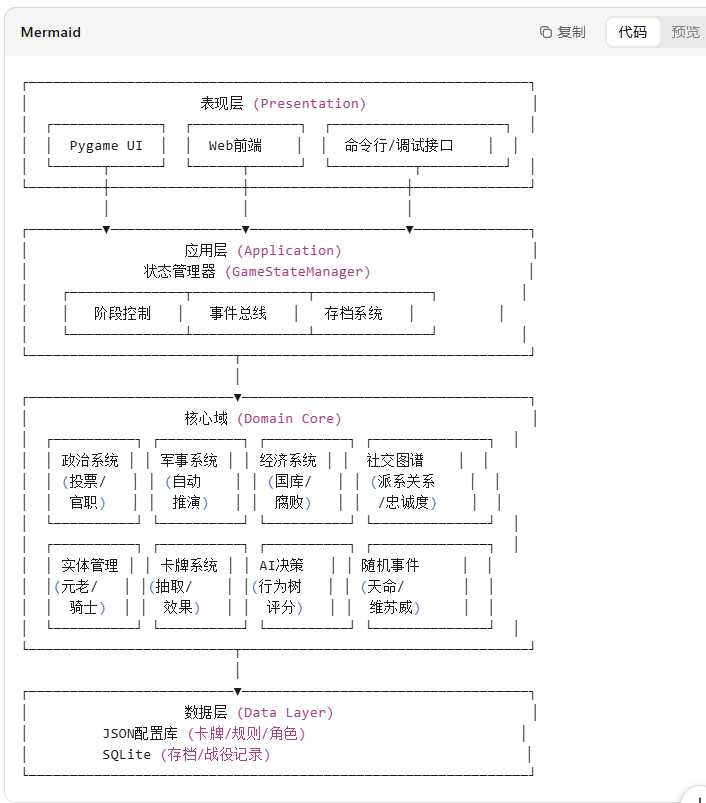 Mermaid 复制 代码 预览
表现层 (Presentation)
Pygame UI Web前端 命令行/调试接口
应用层 (Application)
状态管理器 (GameStateManager)
阶段控制 事件总线 存档系统
核心域 (Domain Core)
政治系统 军事系统 经济系统 社交图谱
(投票/ (自动 (国库/ (派系关系
官职) 推演) 腐败) /忠诚度)
实体管理 卡牌系统 AI决策 随机事件
(元老/ (抽取/ (行为树 (天命/
骑士) 效果) 评分) 维苏威)
数据层 (Data Layer)
JSON配置库 (卡牌/规则/角色)
SQLite (存档/战役记录)